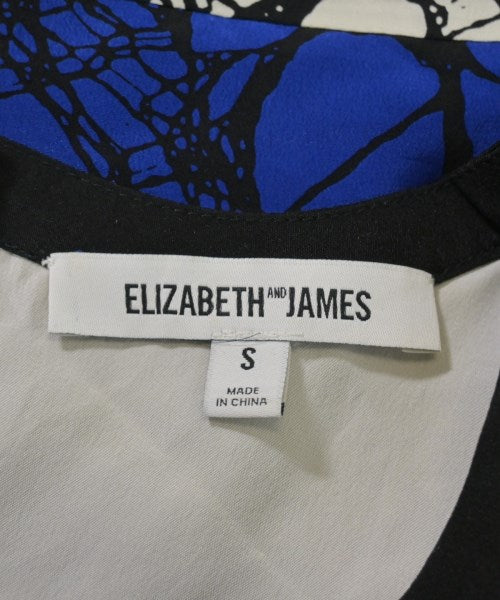 ELIZABETH AND JAMES
S
MADE
IN CHINA